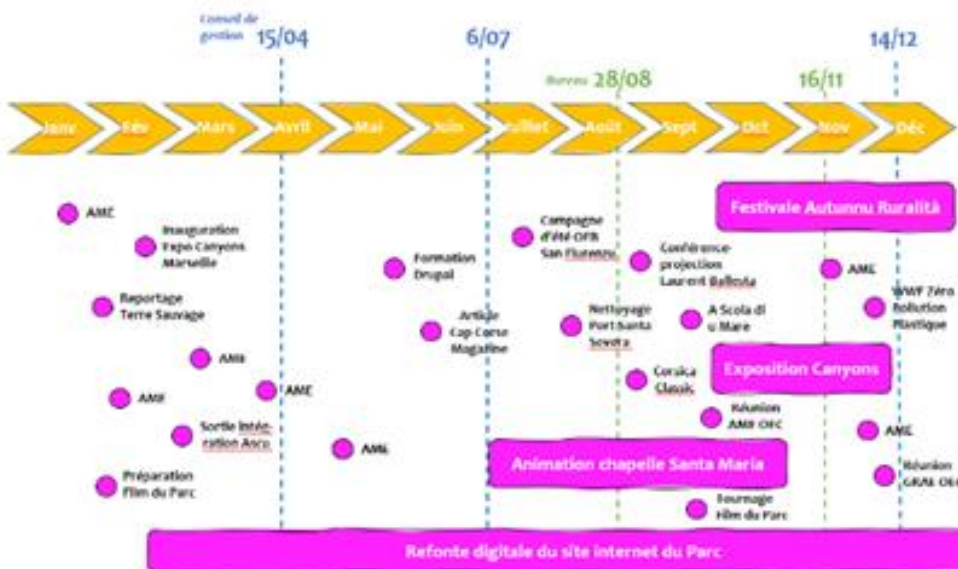 Conseil de
gestion 15/04
6/07
14/12
Bureau 28/08
16/11
Janv
Fév
Mars
Avril
Mai
Juin
Juillet
Août
Sept
Oct
Nov
Déc
AME
Inauguration
Expo Canyons
Marseille
Reportage
Terre Sauvage
AME
AME
AME
Sortie intég-
ration Asco
Préparation
Film du Parc
AME
Formation
Drupal
Article
Cap Corse
Magazine
Campagne
d'été OFB
San Fiurenzu
Nettoyage
Port Santa
Severa
Conférence-
projection
Laurent Ballesta
A Scola di
u Mare
Corsica
Classic
Réunion
AME OEC
Tournage
Film du Parc
Festivale Autunnu Ruralità
AME
WWF Zéro
Pollution
Plastique
Exposition Canyons
AME
Réunion
Animation chapelle Santa Maria
Refonte digitale du site internet du Parc